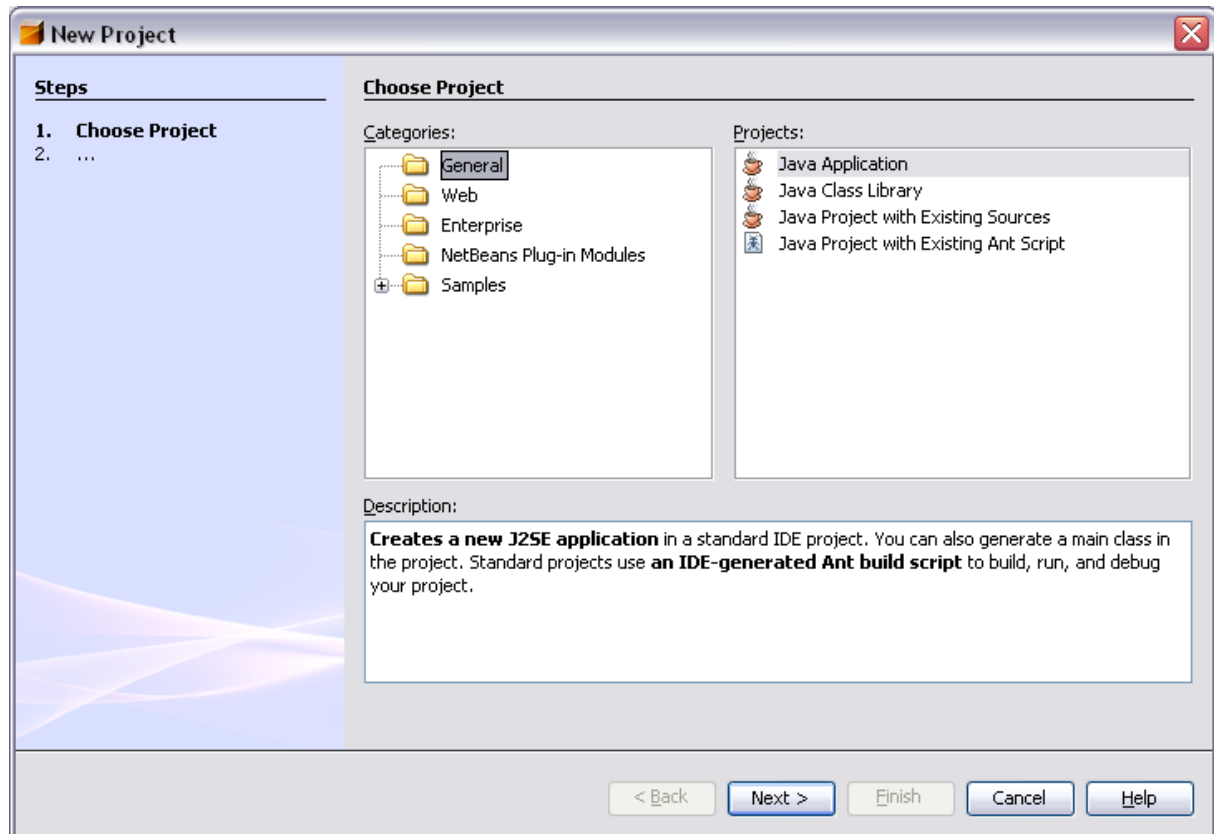 New Project
Steps
1. Choose Project
2. ...
Choose Project
Categories:
General
Web
Enterprise
NetBeans Plug-in Modules
Samples
Projects:
Java Application
Java Class Library
Java Project with Existing Sources
Java Project with Existing Ant Script
Description:
Creates a new J2SE application in a standard IDE project. You can also generate a main class in
the project. Standard projects use an IDE-generated Ant build script to build, run, and debug
your project.
< Back
Next >
Finish
Cancel
Help